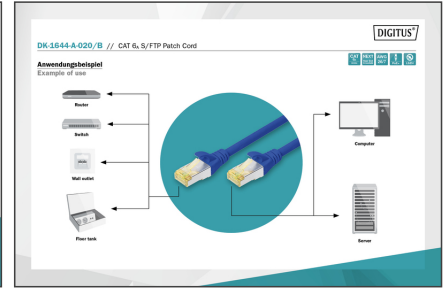 DIGITUS®
DK-1644-A-020/B // CAT 6A S/FTP Patch Cord
Anwendungsbeispiel
Example of use
CAT
Router
Switch
Wall outlet
Floor tank
Computer
Server